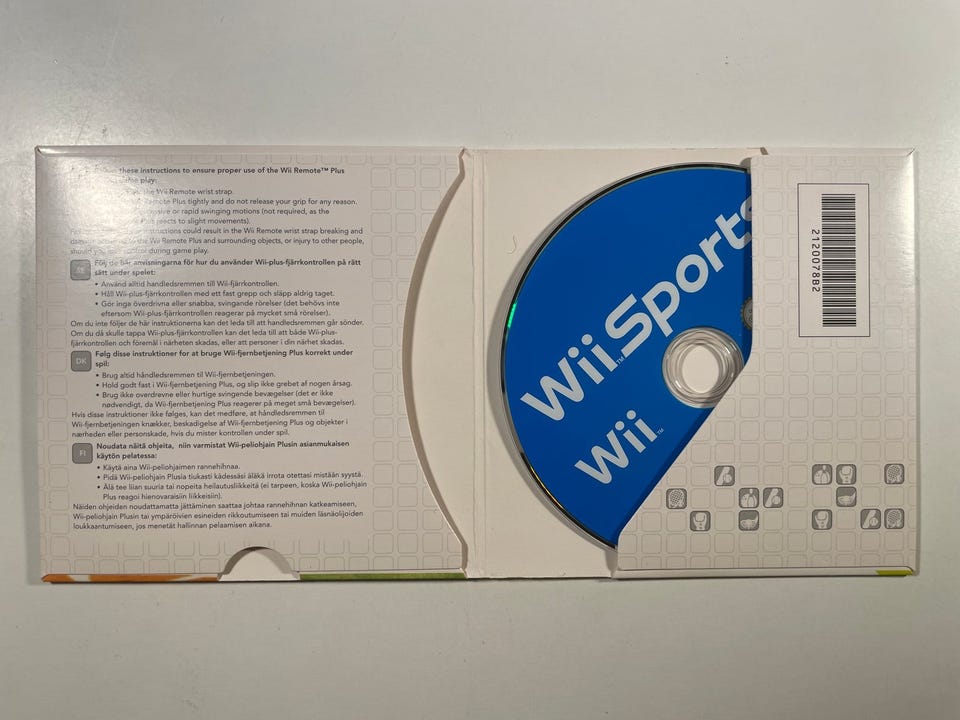 these instructions to ensure proper use of the Wii Remote™ Plus
play:
the Wii Remote wrist strap.
Plus tightly and do not release your grip for any reason.
or rapid swinging motions (not required, as the
Plus reacts to slight movements).
instructions could result in the Wii Remote wrist strap breaking and
Wii Remote Plus and surrounding objects, or injury to other people,
should you control during game play.
SE
Följ de här anvisningarna för hur du använder Wii-plus-fjärrkontrollen på rätt
sätt under spelet:
• Använd alltid handledsremmen till Wii-fjärrkontrollen.
• Håll Wii-plus-fjärrkontrollen med ett fast grepp och släpp aldrig taget.
• Gör inga överdrivna eller snabba, svingande rörelser (det behövs inte
eftersom Wii-plus-fjärrkontrollen reagerar på mycket små rörelser).
Om du inte följer de här instruktionerna kan det leda till att handledsremmen går sönder.
Om du då skulle tappa Wii-plus-fjärrkontrollen kan det leda till att både Wii-plus-
fjärrkontrollen och föremål i närheten skadas, eller att personer i din närhet skadas.
DK
Følg disse instruktioner for at bruge Wii-fjernbetjening Plus korrekt under
spil:
• Brug altid håndledsremmen til Wii-fjernbetjeningen.
• Hold godt fast i Wii-fjernbetjening Plus, og slip ikke grebet af nogen årsag.
• Brug ikke overdrevne eller hurtige svingende bevægelser (det er ikke
nødvendigt, da Wii-fjernbetjening Plus reagerer på meget små bevægelser).
Hvis disse instruktioner ikke følges, kan det medføre, at håndledsremmen til
Wii-fjernbetjeningen knækker, beskadigelse af Wii-fjernbetjening Plus og objekter i
nærheden eller personskade, hvis du mister kontrollen under spil.
FI
Noudata näitä ohjeita, niin varmistat Wii-peliohjain Plusin asianmukaisen
käytön pelatessa:
• Käytä aina Wii-peliohjaimen rannehihnaa.
• Pidä Wii-peliohjain Plusia tiukasti kädessäsi äläkä irrota otettasi mistään syystä.
• Älä tee liian suuria tai nopeita heilautusliikkeitä (ei tarpeen, koska Wii-peliohjain
Plus reagoi hienovaraisiin liikkeisiin).
Näiden ohjeiden noudattamatta jättäminen saattaa johtaa rannehihnan katkeamiseen,
Wii-peliohjain Plusin tai ympäröivien esineiden rikkoutumiseen tai muiden läsnäolijoiden
loukkaantumiseen, jos menetät hallinnan pelaamisen aikana.
Wii™ Sports
Wii™
2120078B2